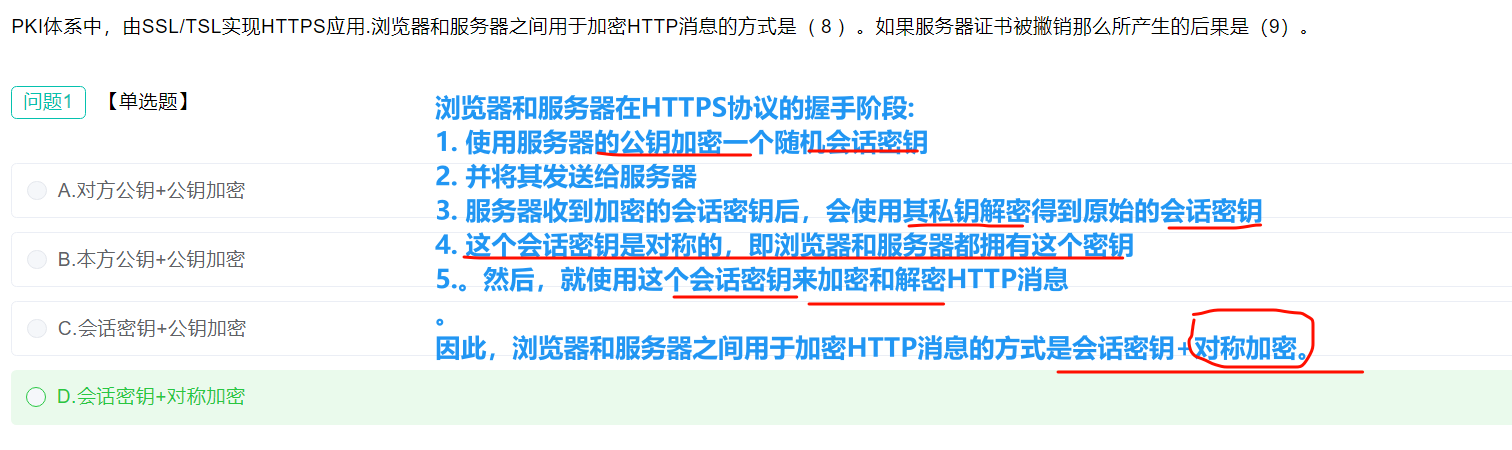 PKI体系中，由SSL/TSL实现HTTPS应用.浏览器和服务器之间用于加密HTTP消息的方式是（ 8 ）。如果服务器证书被撤销那么所产生的后果是（9）。
问题1 【单选题】
浏览器和服务器在HTTPS协议的握手阶段:
1. 使用服务器的公钥加密一个随机会话密钥
2. 并将其发送给服务器
A.对方公钥+公钥加密
3. 服务器收到加密的会话密钥后，会使用其私钥解密得到原始的会话密钥
4. 这个会话密钥是对称的，即浏览器和服务器都拥有这个密钥
B.本方公钥+公钥加密
5.。然后，就使用这个会话密钥来加密和解密HTTP消息
。
C.会话密钥+公钥加密
因此，浏览器和服务器之间用于加密HTTP消息的方式是会话密钥+对称加密。
D.会话密钥+对称加密